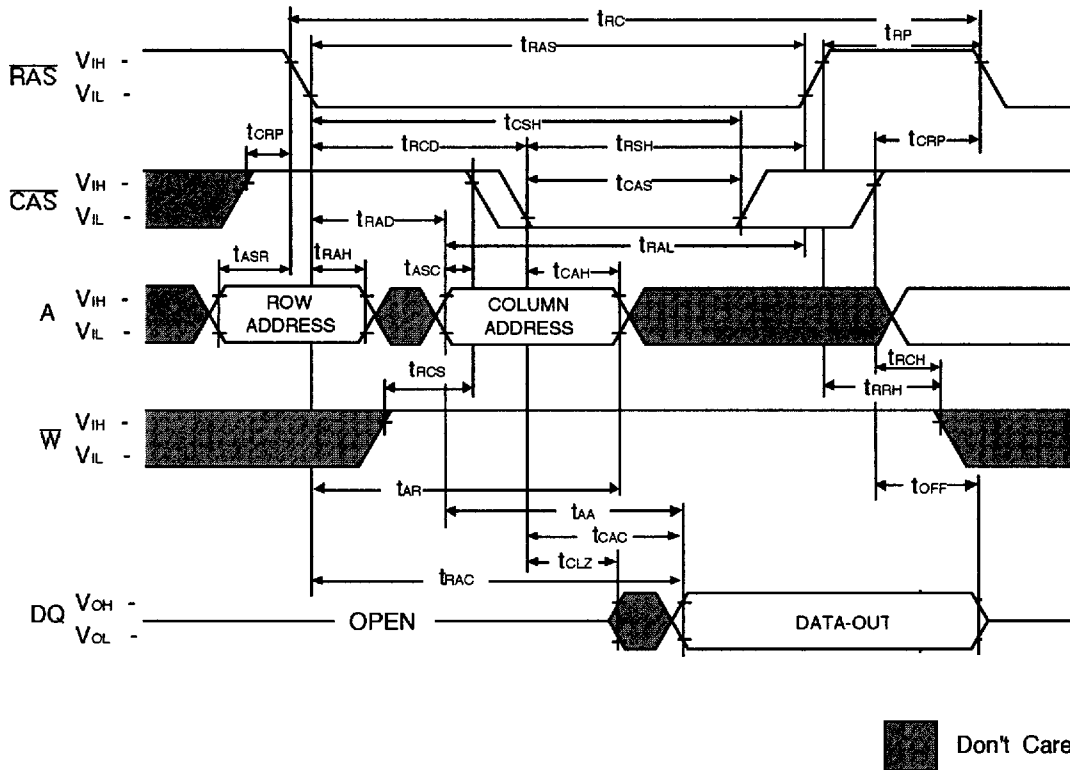 tRC
tRAS
tRP
RAS
VIH -
VIL -
tCSH
tCRP
tRCD
tRSH
tCRP
CAS
VIH -
VIL -
tCAS
tRAD
tRAL
tASR
tRAH
tASC
tCAH
A
VIH -
VIL -
ROW
ADDRESS
COLUMN
ADDRESS
tRCS
tRCH
tRRH
W
VIH -
VIL -
tAR
tOFF
tAA
tCAC
tCLZ
tRAC
DQ
VOH -
VOL -
OPEN
DATA-OUT
Don't Care